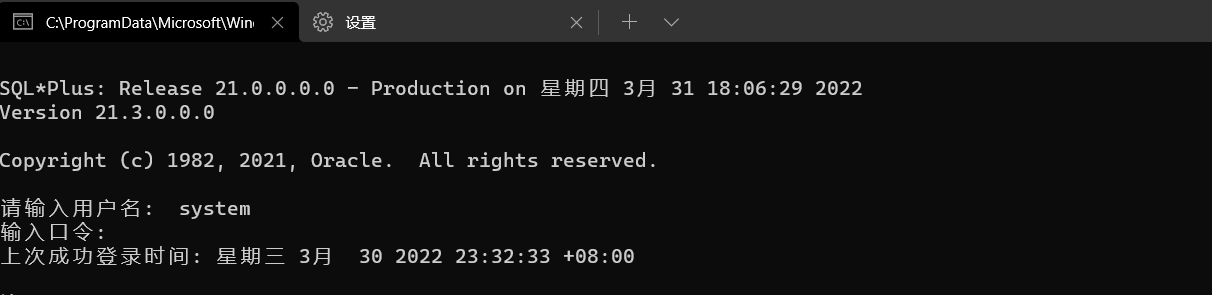 C:\ProgramData\Microsoft\Wind
设置
SQL*Plus: Release 21.0.0.0.0 - Production on 星期四 3月 31 18:06:29 2022
Version 21.3.0.0.0
Copyright (c) 1982, 2021, Oracle.  All rights reserved.
请输入用户名:  system
输入口令:
上次成功登录时间: 星期三 3月  30 2022 23:32:33 +08:00